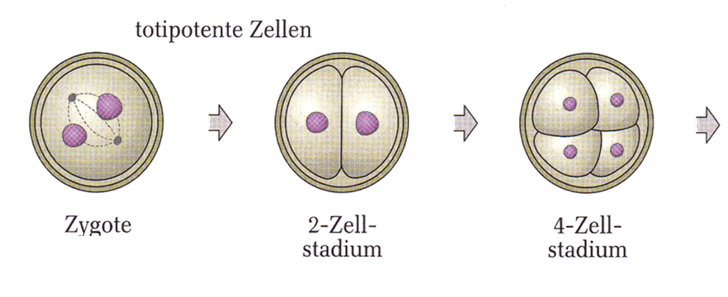 totipotente Zellen
Zygote
2-Zell-
stadium
4-Zell-
stadium